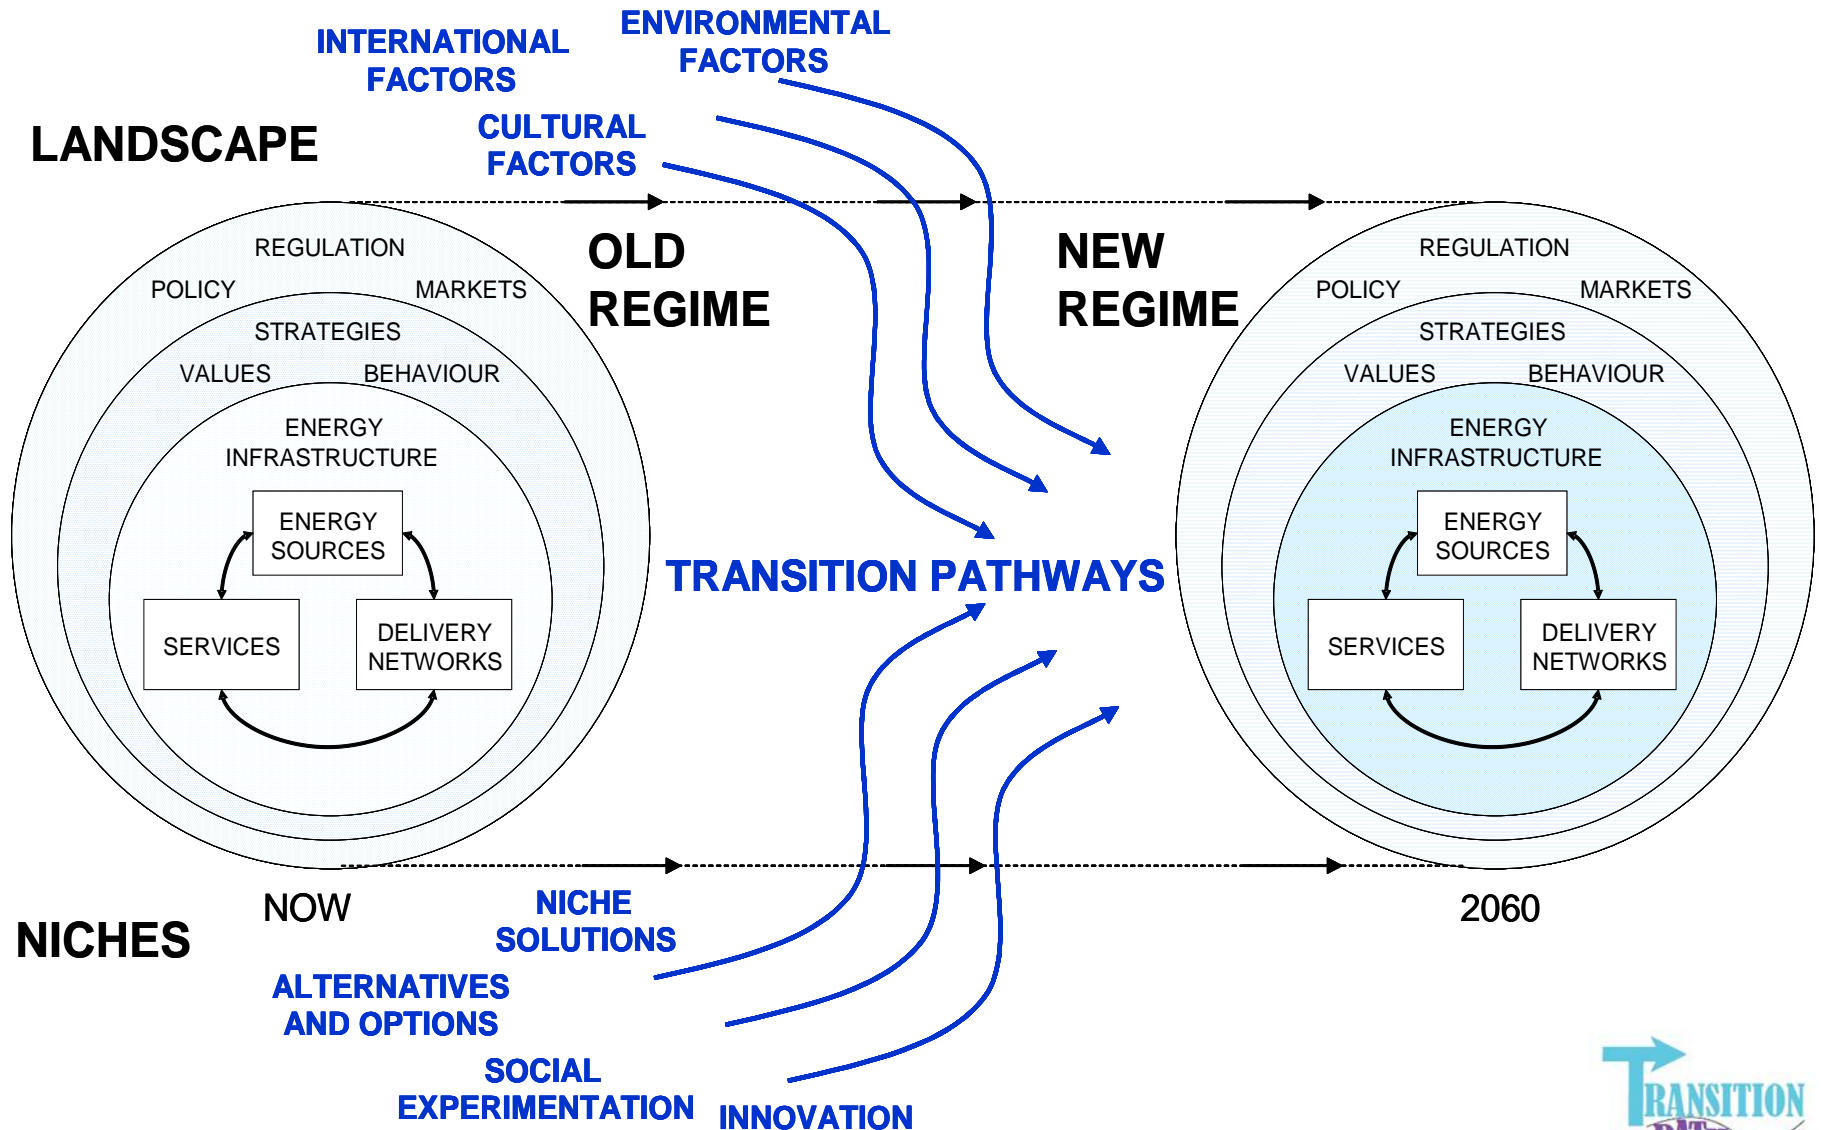 ENVIRONMENTAL
FACTORS
INTERNATIONAL
FACTORS
CULTURAL
FACTORS
LANDSCAPE
OLD
REGIME
NEW
REGIME
REGULATION
POLICY
MARKETS
STRATEGIES
VALUES
BEHAVIOUR
ENERGY
INFRASTRUCTURE
ENERGY
SOURCES
SERVICES
DELIVERY
NETWORKS
TRANSITION PATHWAYS
REGULATION
POLICY
MARKETS
STRATEGIES
VALUES
BEHAVIOUR
ENERGY
INFRASTRUCTURE
ENERGY
SOURCES
SERVICES
DELIVERY
NETWORKS
NOW
2060
NICHES
NICHE
SOLUTIONS
ALTERNATIVES
AND OPTIONS
SOCIAL
EXPERIMENTATION
INNOVATION
TRANSITION